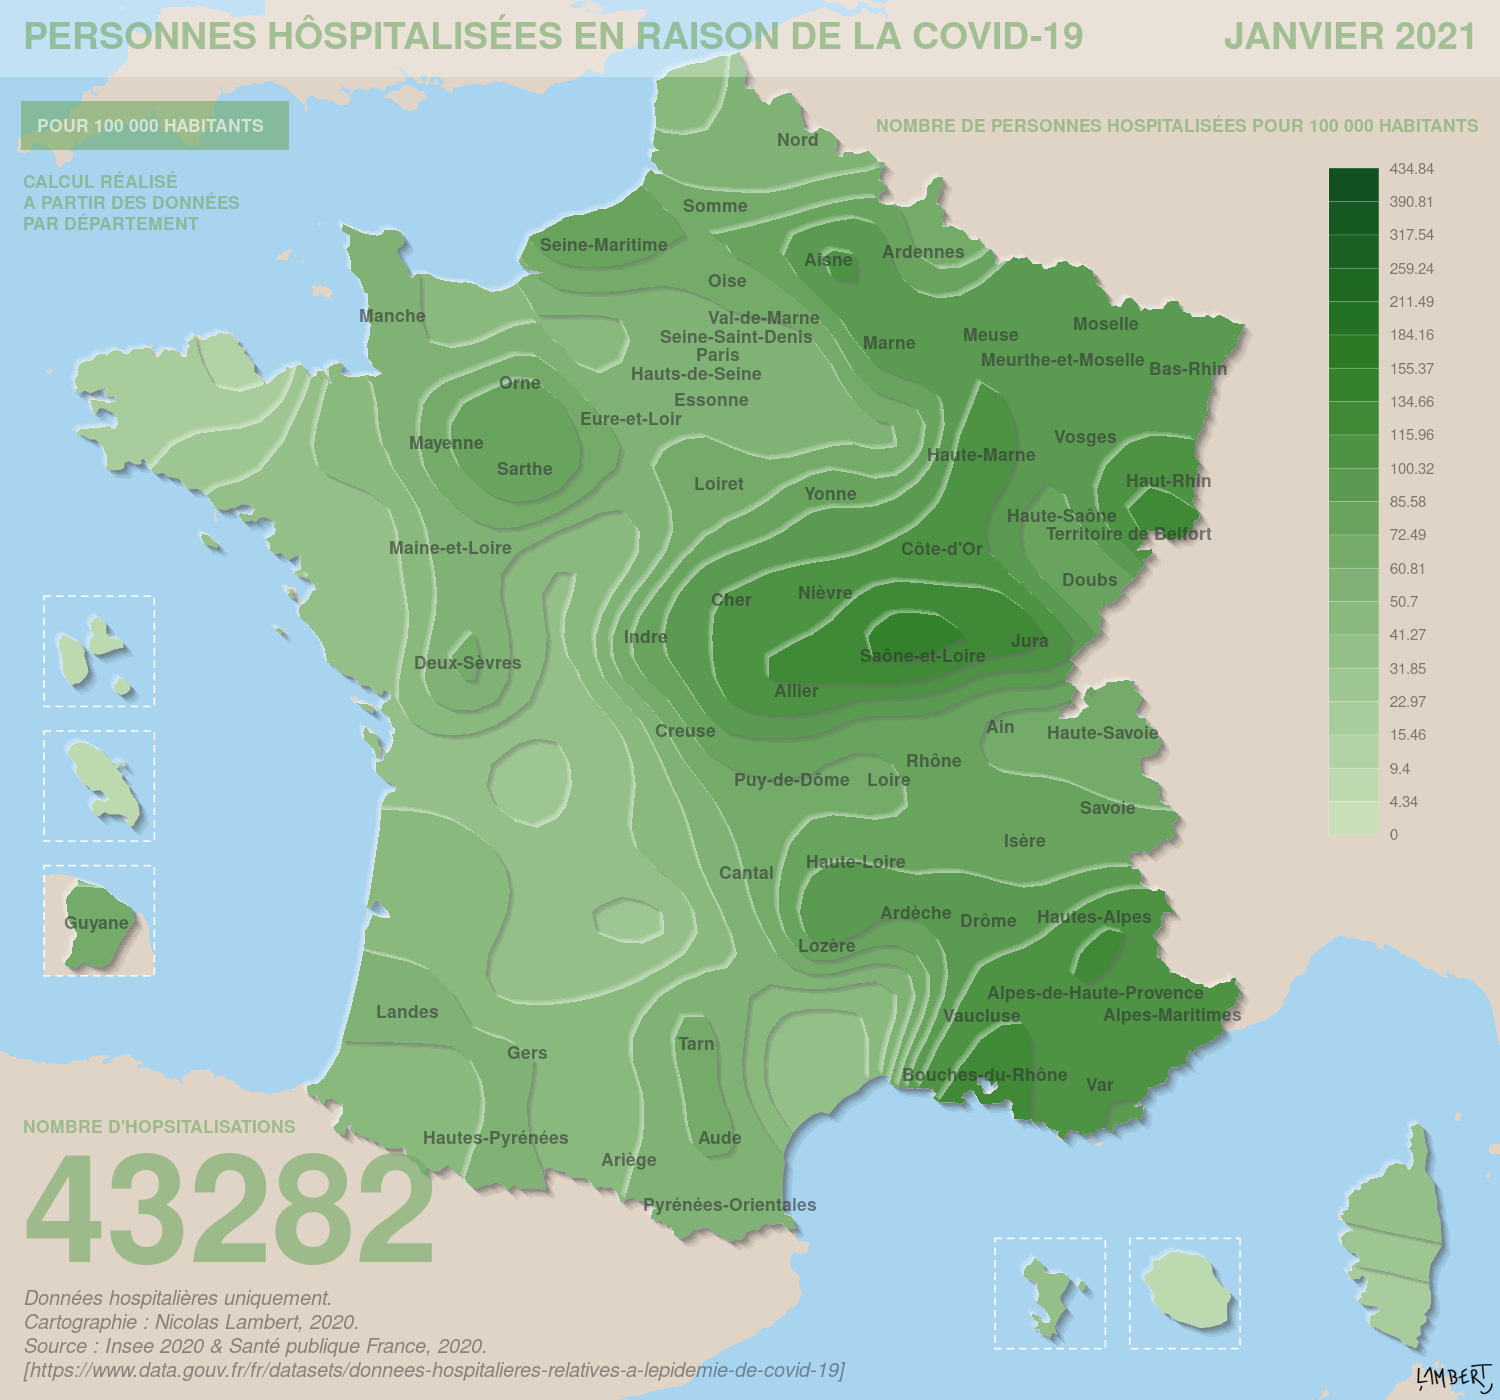 PERSONNES HÔSPITALISÉES EN RAISON DE LA COVID-19
JANVIER 2021
POUR 100 000 HABITANTS
NOMBRE DE PERSONNES HOSPITALISÉES POUR 100 000 HABITANTS
CALCUL RÉALISÉ
A PARTIR DES DONNÉES
PAR DÉPARTEMENT
434.84
390.81
317.54
259.24
211.49
184.16
155.37
134.66
115.96
100.32
85.58
72.49
60.81
50.7
41.27
31.85
22.97
15.46
9.4
4.34
0
Nord
Somme
Seine-Maritime
Aisne
Ardennes
Oise
Manche
Val-de-Marne
Seine-Saint-Denis
Paris
Hauts-de-Seine
Essonne
Marne
Meuse
Moselle
Meurthe-et-Moselle
Bas-Rhin
Orne
Eure-et-Loir
Mayenne
Sarthe
Vosges
Haute-Marne
Loiret
Yonne
Haut-Rhin
Haute-Saône
Territoire de Belfort
Maine-et-Loire
Côte-d'Or
Doubs
Cher
Nièvre
Indre
Jura
Saône-et-Loire
Deux-Sèvres
Allier
Creuse
Ain
Haute-Savoie
Rhône
Puy-de-Dôme
Loire
Savoie
Isère
Haute-Loire
Cantal
Ardèche
Drôme
Hautes-Alpes
Guyane
Lozère
Alpes-de-Haute-Provence
Landes
Vaucluse
Alpes-Maritimes
Gers
Tarn
Bouches-du-Rhône
Var
Hautes-Pyrénées
Aude
Ariège
Pyrénées-Orientales
NOMBRE D'HOPSITALISATIONS
43282
Données hospitalières uniquement.
Cartographie : Nicolas Lambert, 2020.
Source : Insee 2020 & Santé publique France, 2020.
[https://www.data.gouv.fr/fr/datasets/donnees-hospitalieres-relatives-a-lepidemie-de-covid-19]
LAMBERT